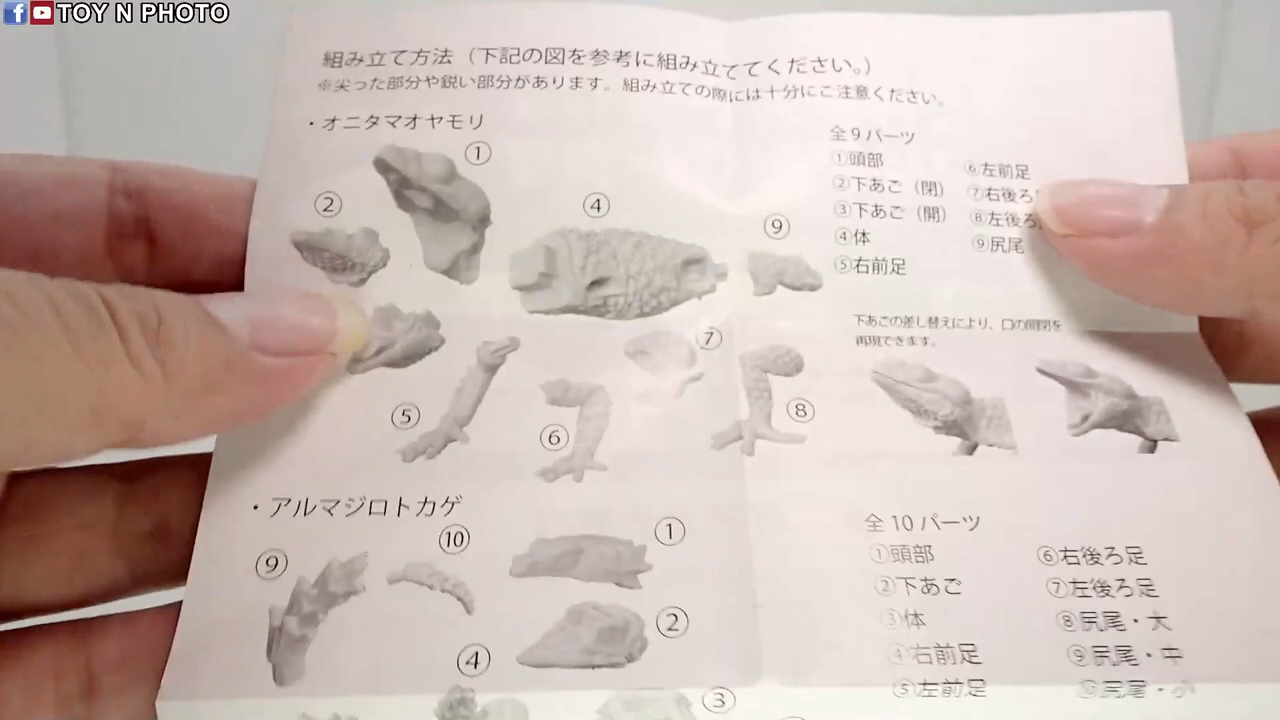 TOY N PHOTO
組み立て方法（下記の図を参考に組み立ててください。）
※尖った部分や鋭い部分があります。組み立ての際には十分にご注意ください。
・オニタマオヤモリ
①
②
④
⑨
⑦
⑤
⑥
⑧
全9パーツ
①頭部
②下あご（閉）
③下あご（開）
④体
⑤右前足
⑥左前足
⑦右後ろ
⑧左後ろ
⑨尻尾
下あごの差し替えにより、口の開閉を
再現できます。
・アルマジロトカゲ
⑨
⑩
①
②
④
③
全10パーツ
①頭部
②下あご
③体
④右前足
⑤左前足
⑥右後ろ足
⑦左後ろ足
⑧尻尾・大
⑨尻尾・中
⑩尻尾・小